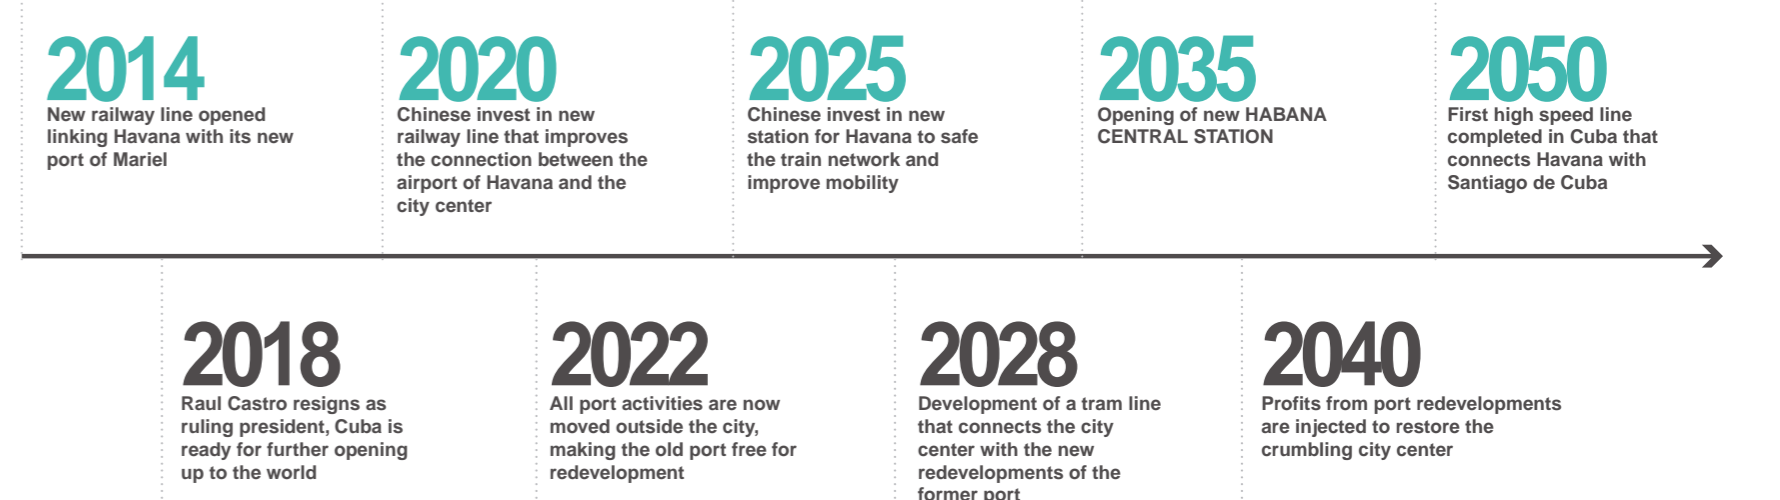 2014
New railway line opened
linking Havana with its new
port of Mariel
2020
Chinese invest in new
railway line that improves
the connection between the
airport of Havana and the
city center
2025
Chinese invest in new
station for Havana to safe
the train network and
improve mobility
2035
Opening of new HABANA
CENTRAL STATION
2050
First high speed line
completed in Cuba that
connects Havana with
Santiago de Cuba
2018
Raul Castro resigns as
ruling president, Cuba is
ready for further opening
up to the world
2022
All port activities are now
moved outside the city,
making the old port free for
redevelopment
2028
Development of a tram line
that connects the city
center with the new
redevelopments of the
former port
2040
Profits from port redevelopments
are injected to restore the
crumbling city center